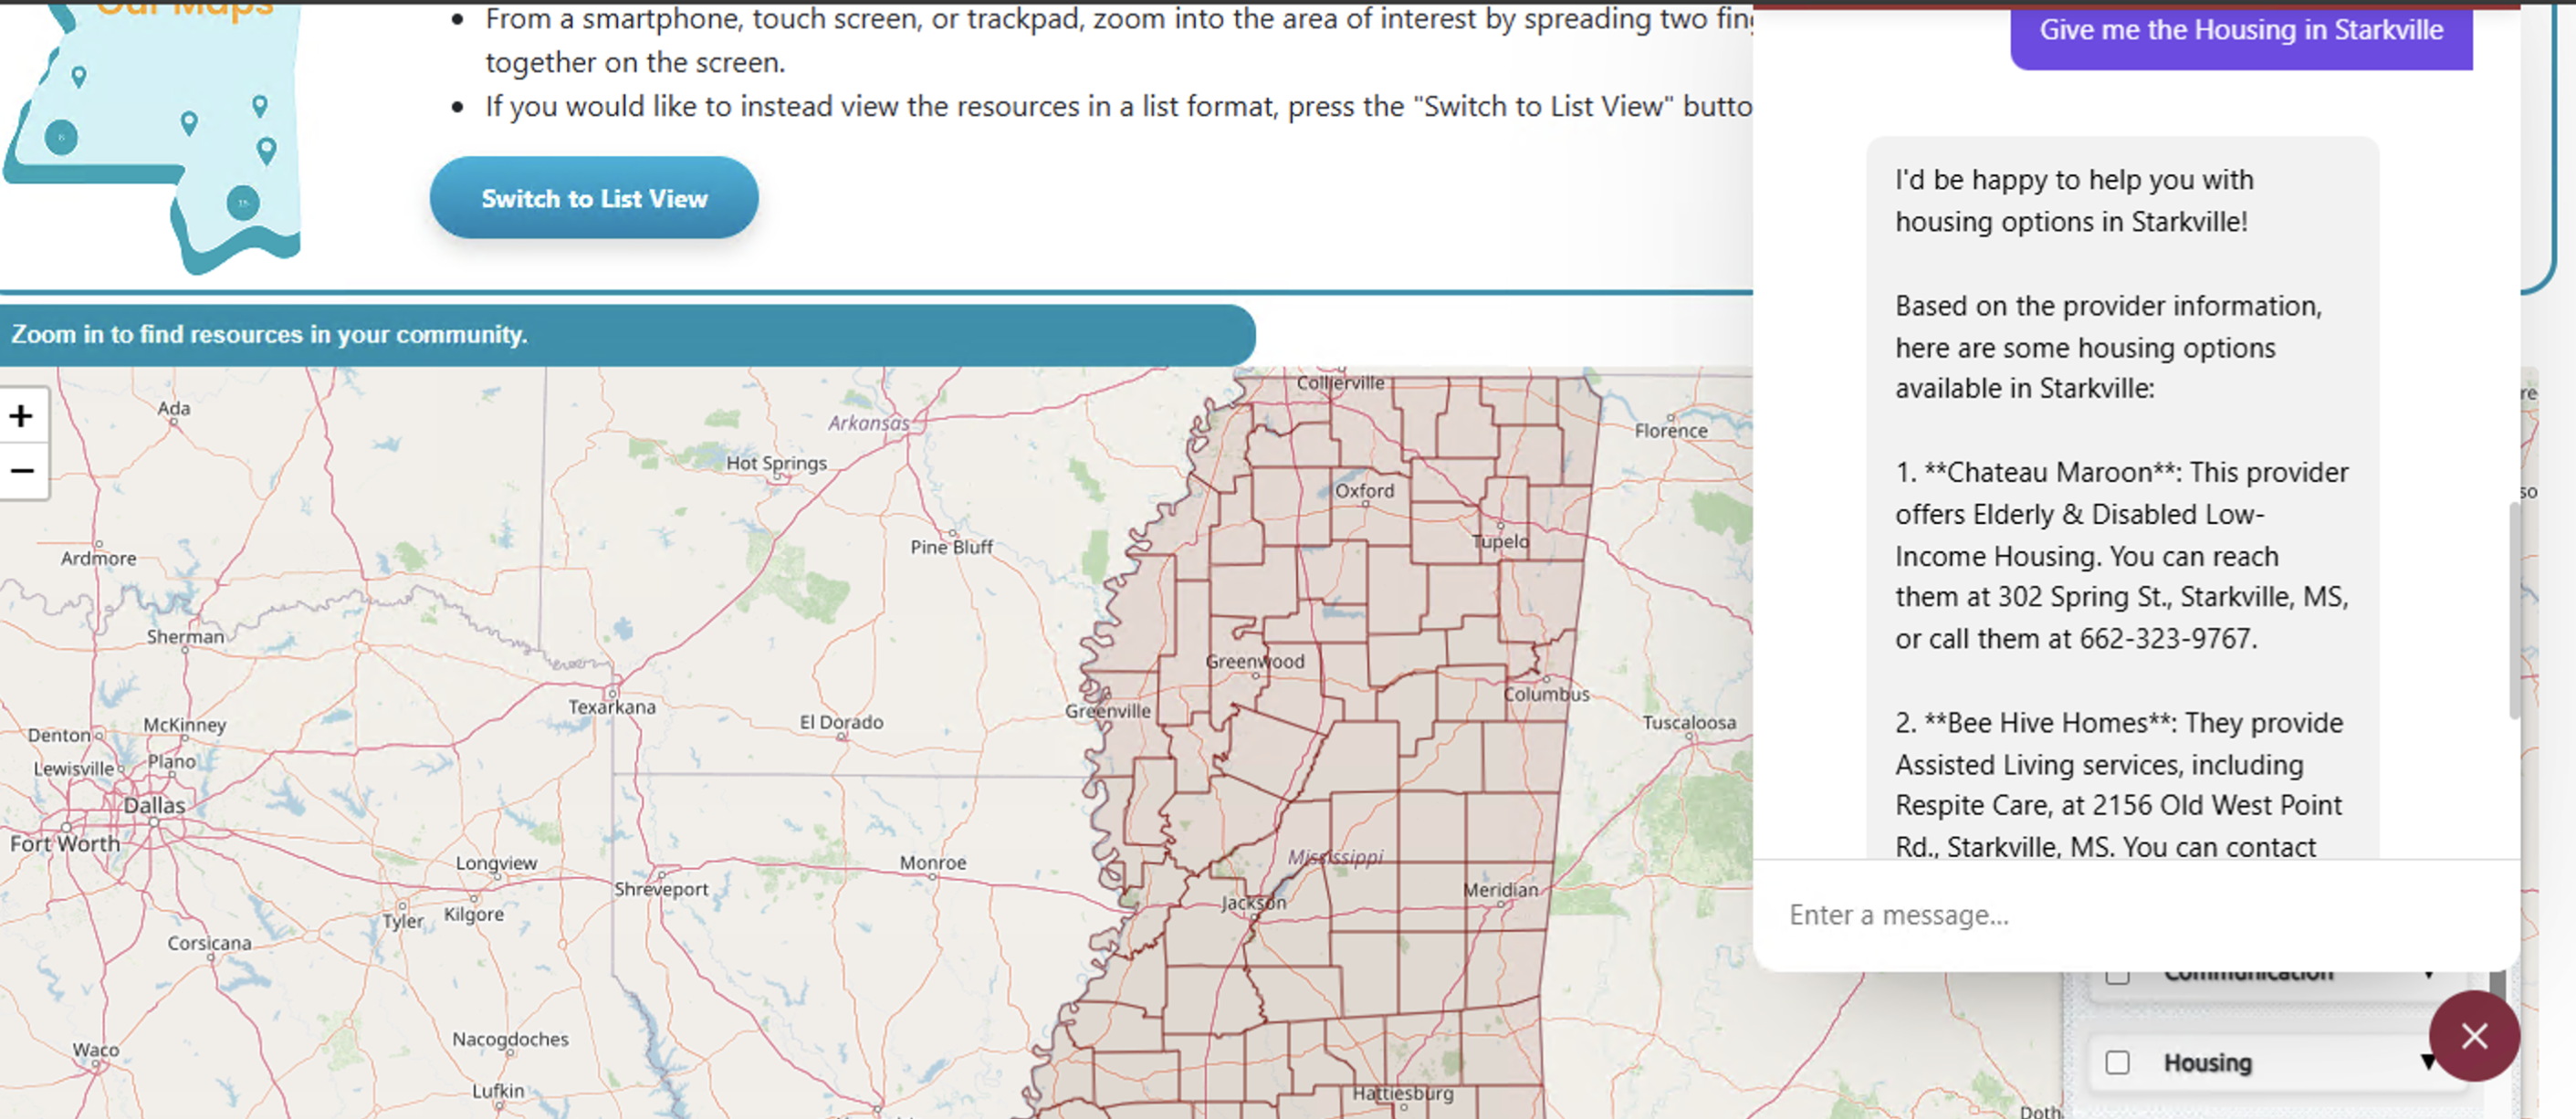 Our Maps
• From a smartphone, touch screen, or trackpad, zoom into the area of interest by spreading two
together on the screen.
• If you would like to instead view the resources in a list format, press the "Switch to List View"
Switch to List View
Zoom in to find resources in your community.
+
−
Collierville
Ada
Arkansas
Florence
Hot Springs
Oxford
Tupelo
Pine Bluff
Ardmore
Sherman
Greenwood
Columbus
Texarkana
Greenville
El Dorado
Tuscaloosa
McKinney
Denton
Plano
Lewisville
Dallas
Fort Worth
Mississippi
Longview
Monroe
Shreveport
Meridian
Jackson
Tyler
Kilgore
Corsicana
Nacogdoches
Waco
Lufkin
Hattiesburg
Give me the Housing in Starkville
I'd be happy to help you with
housing options in Starkville!
Based on the provider information,
here are some housing options
available in Starkville:
1. **Chateau Maroon**: This provider
offers Elderly & Disabled Low-
Income Housing. You can reach
them at 302 Spring St., Starkville, MS,
or call them at 662-323-9767.
2. **Bee Hive Homes**: They provide
Assisted Living services, including
Respite Care, at 2156 Old West Point
Rd., Starkville, MS. You can contact
Enter a message...
Communication
Housing